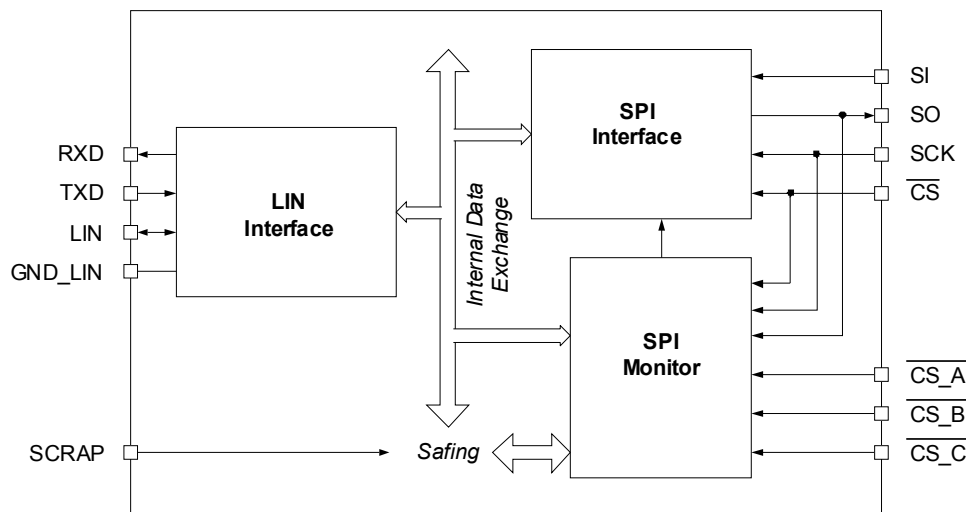 SI
SPI
Interface
SO
RXD
SCK
TXD
CS
LIN
Interface
LIN
GND_LIN
Internal Data
Exchange
SPI
Monitor
CS_A
CS_B
SCRAP
Safing
CS_C